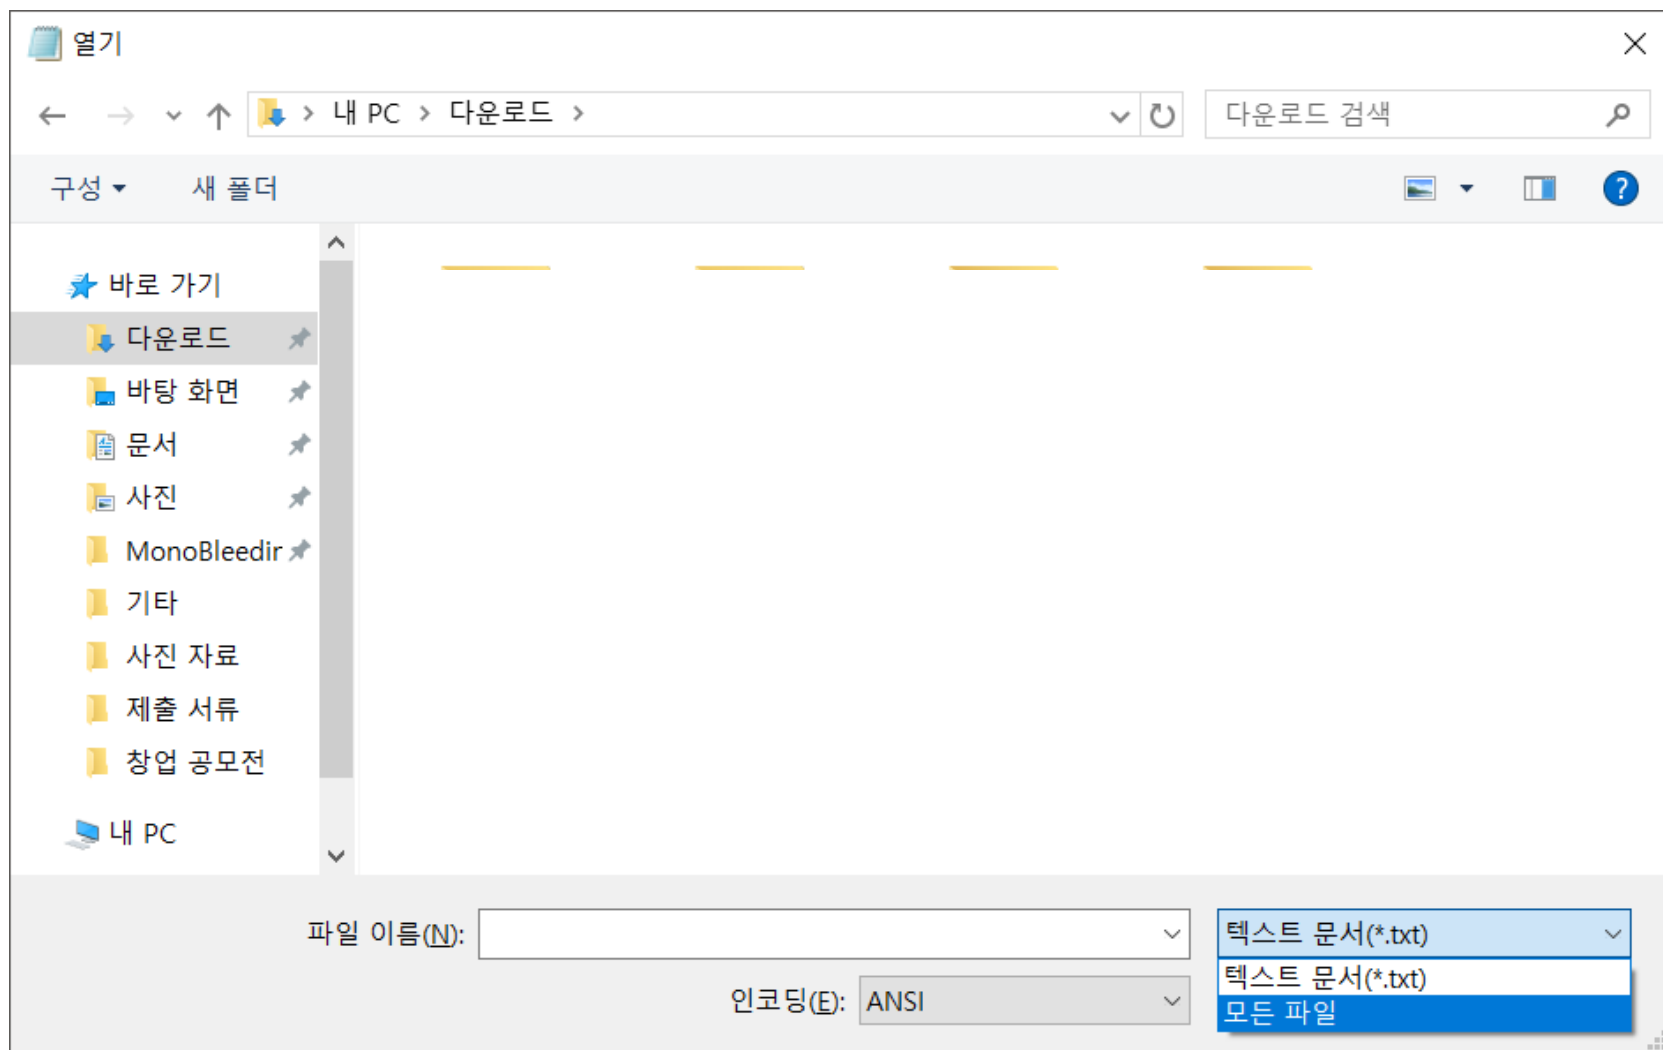 열기
내 PC > 다운로드 >
다운로드 검색
구성
새 폴더
바로 가기
다운로드
바탕 화면
문서
사진
MonoBleedir
기타
사진 자료
제출 서류
창업 공모전
내 PC
파일 이름(N):
텍스트 문서(*.txt)
텍스트 문서(*.txt)
모든 파일
인코딩(E): ANSI